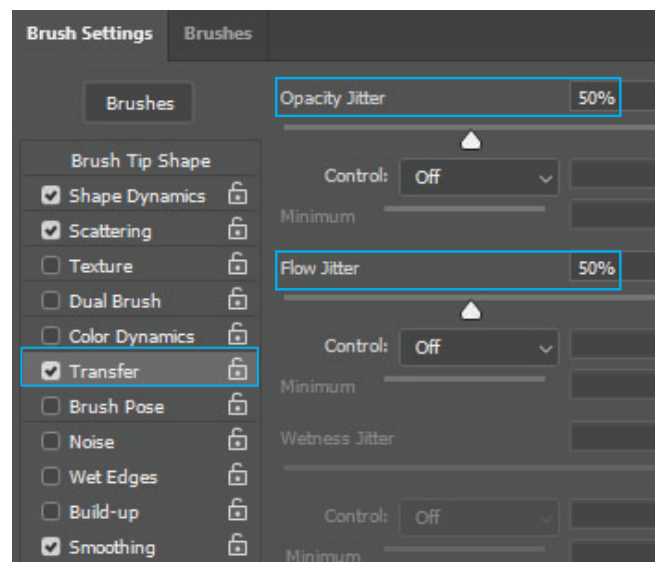 Brush Settings Brushes
Brushes
Brush Tip Shape
Shape Dynamics
Scattering
Texture
Dual Brush
Color Dynamics
Transfer
Brush Pose
Noise
Wet Edges
Build-up
Smoothing
Opacity Jitter 50%
Control: Off
Minimum
Flow Jitter 50%
Control: Off
Minimum
Wetness Jitter
Control: Off
Minimum